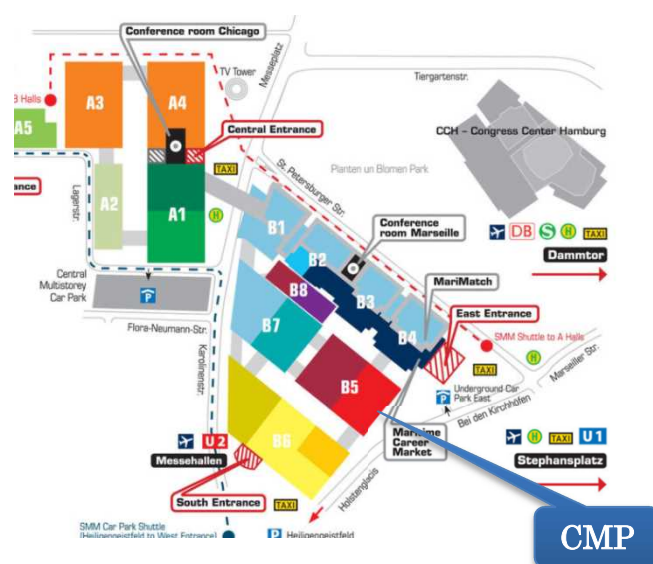 Conference room Chicago
Messeplatz
TV Tower
Tiergartenstr.
B Halls
A3
A4
A5
Central Entrance
CCH – Congress Center Hamburg
ance
Lagerstr.
A2
A1
TAXI
H
St. Petersburger Str.
Planten un Blomen Park
Conference
room Marseille
B1
B2
DB
S
H
TAXI
Dammtor
Central
Multistorey
Car Park
P
MariMatch
B8
B3
East Entrance
Flora-Neumann-Str.
B7
B4
SMM Shuttle to A Halls
H
Marseiller Str.
Karolinenstr.
B5
TAXI
P
Underground Car
Park East
Bei den Kirchhöfen
U2
Messehallen
B6
Maritime
Career
Market
H
TAXI
U1
Stephansplatz
South Entrance
TAXI
Holstenglacis
SMM Car Park Shuttle
(Heiligengeistfeld to West Entrance)
P
Heiligengeistfeld
CMP